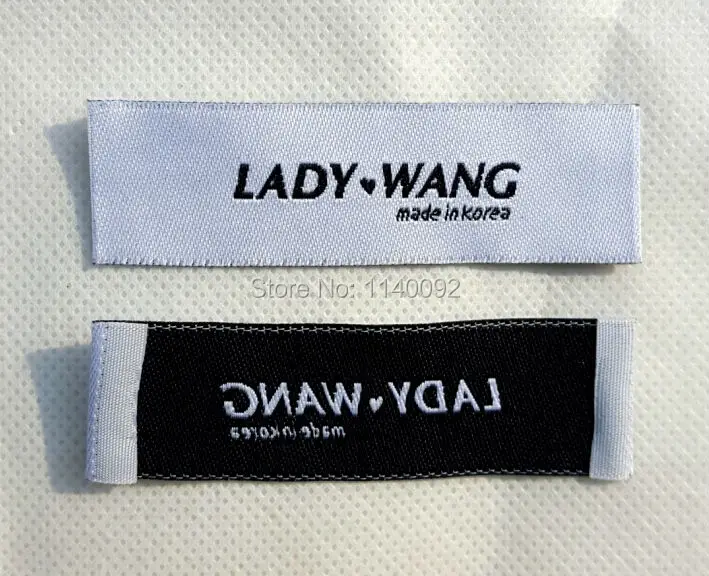 LADY♥WANG
made in korea
Store No: 1140092
LADY♥WANG
made in korea